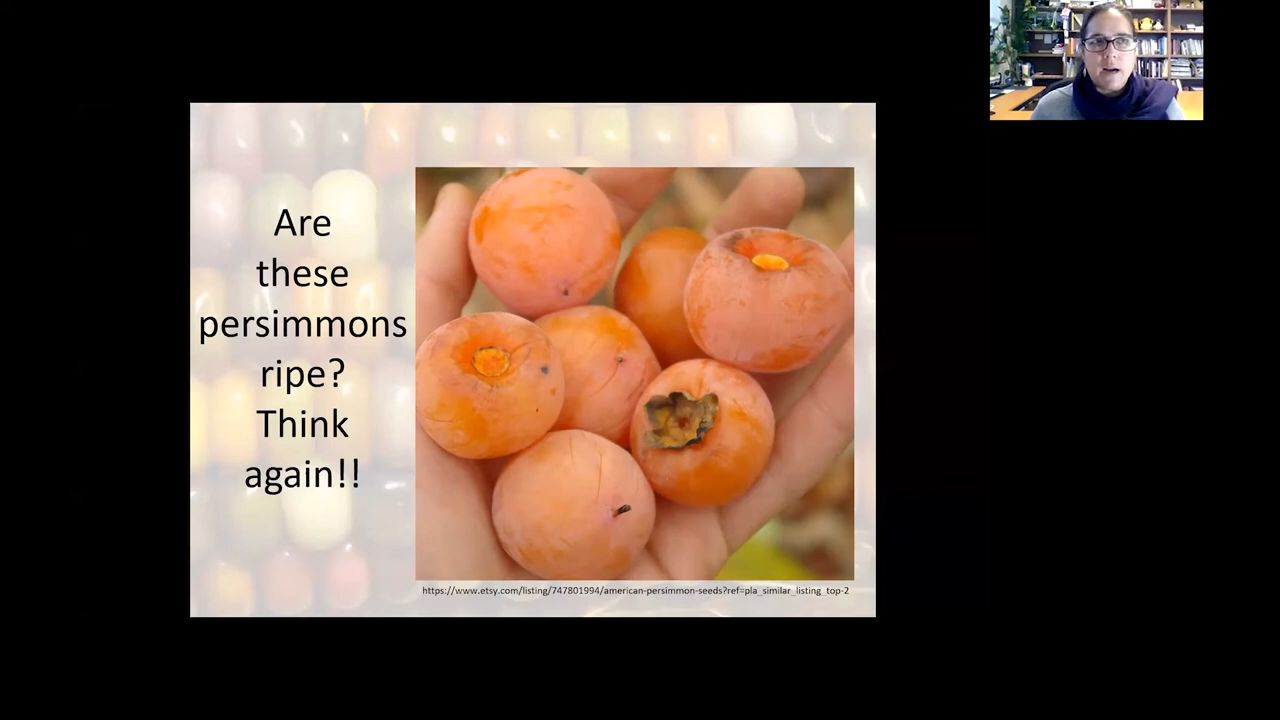 Are
these
persimmons
ripe?
Think
again!!
https://www.etsy.com/listing/747801994/american-persimmon-seeds?ref=pla_similar_listing_top-2